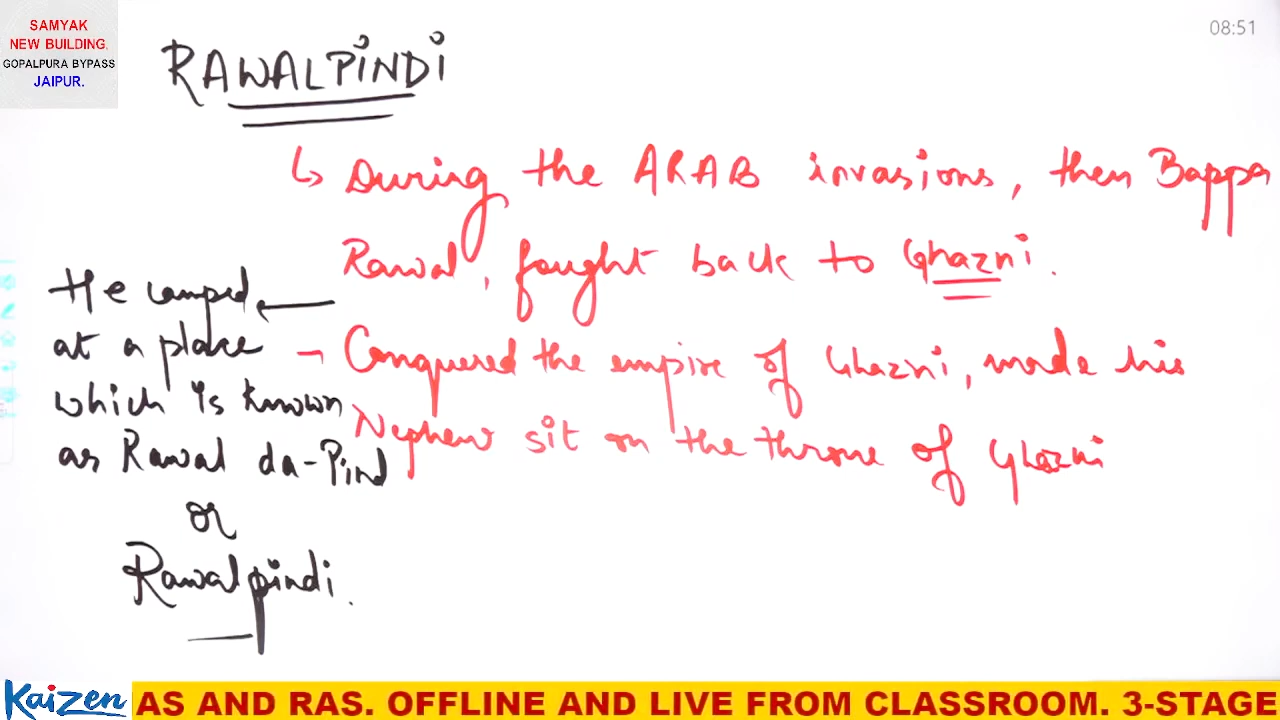 SAMYAK
NEW BUILDING,
GOPALPURA BYPASS
JAIPUR.
08:51
RAWALPINDI
↳ During the ARAB invasions, then Bappa
Rawal, fought back to Ghazni.
- Conquered the empire of Ghazni, made his
Nephew sit on the throne of Ghazni
He camped
at a place
which is known
as Rawal da-Pind
or
Rawalpindi.
Kaizen
AS AND RAS. OFFLINE AND LIVE FROM CLASSROOM. 3-STAGE